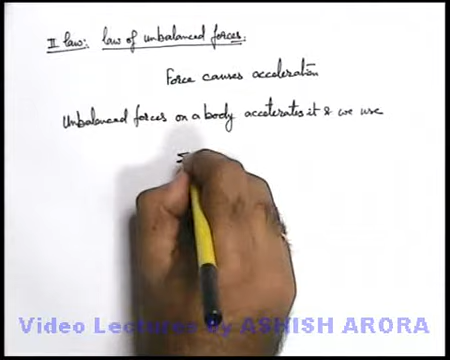 II law: law of unbalanced forces.
Force causes acceleration
Unbalanced forces on a body accelerates it & we use
Σ
Video Lectures by ASHISH ARORA